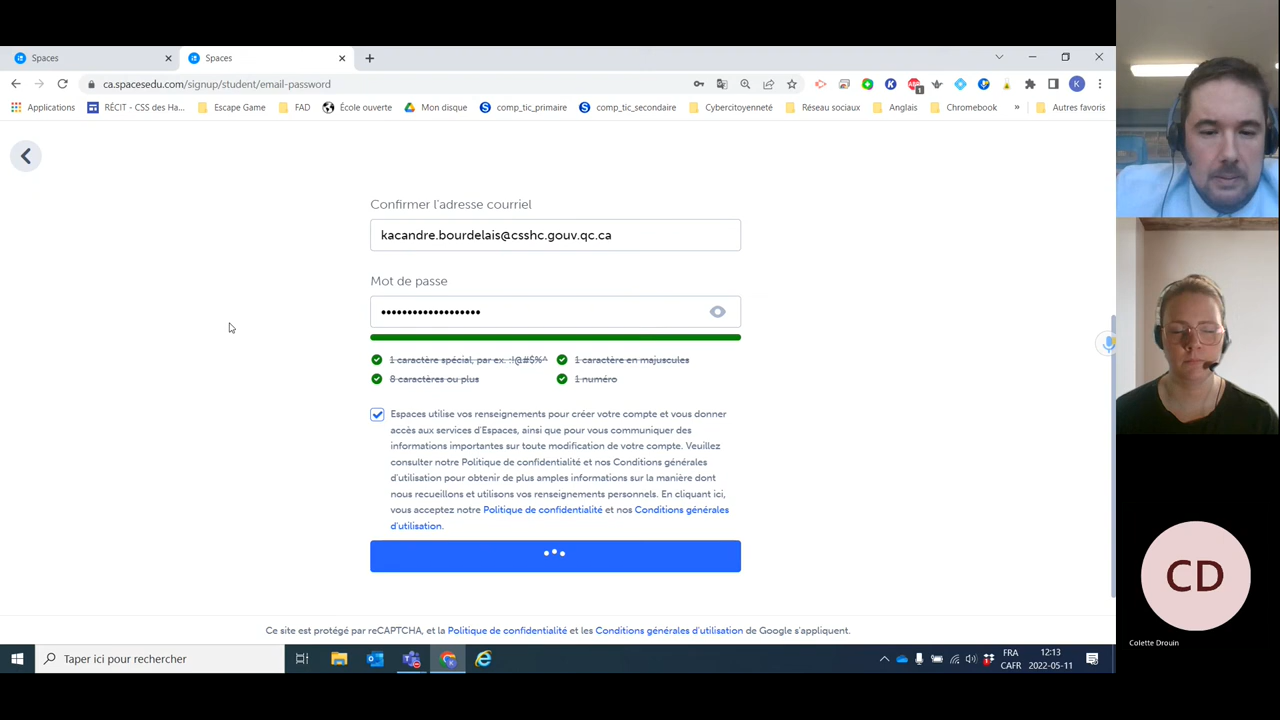 Spaces
Spaces
ca.spacesedu.com/signup/student/email-password
Applications RÉCIT - CSS des Ha... Escape Game FAD École ouverte Mon disque comp_tic_primaire comp_tic_secondaire Cybercitoyenneté Réseau sociaux Anglais Chromebook » Autres favoris
Confirmer l'adresse courriel
kacandre.bourdelais@csshc.gouv.qc.ca
Mot de passe
••••••••••••••••••••
1 caractère spécial, par ex. :!@#$%^ 1 caractère en majuscules
8 caractères ou plus 1 numéro
Espaces utilise vos renseignements pour créer votre compte et vous donner
accès aux services d'Espaces, ainsi que pour vous communiquer des
informations importantes sur toute modification de votre compte. Veuillez
consulter notre Politique de confidentialité et nos Conditions générales
d'utilisation pour obtenir de plus amples informations sur la manière dont
nous recueillons et utilisons vos renseignements personnels. En cliquant ici,
vous acceptez notre Politique de confidentialité et nos Conditions générales
d'utilisation.
Ce site est protégé par reCAPTCHA, et la Politique de confidentialité et les Conditions générales d'utilisation de Google s'appliquent.
Taper ici pour rechercher
FRA
CAFR
12:13
2022-05-11
CD
Colette Drouin